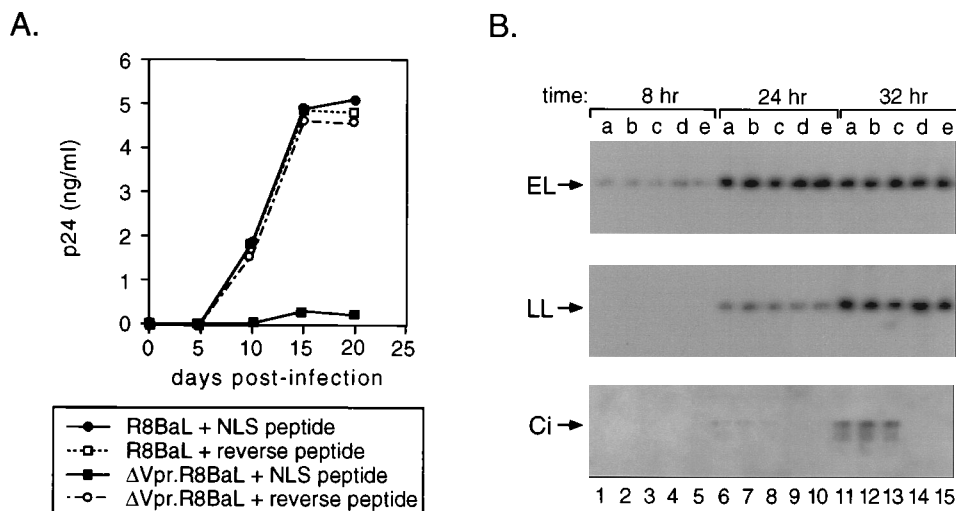 A.
p24 (ng/ml)
6
5
4
3
2
1
0
0 5 10 15 20 25
days post-infection
R8BaL + NLS peptide
R8BaL + reverse peptide
ΔVpr.R8BaL + NLS peptide
ΔVpr.R8BaL + reverse peptide
B.
time: 8 hr 24 hr 32 hr
a b c d e a b c d e a b c d e
EL
LL
Ci
1 2 3 4 5 6 7 8 9 10 11 12 13 14 15